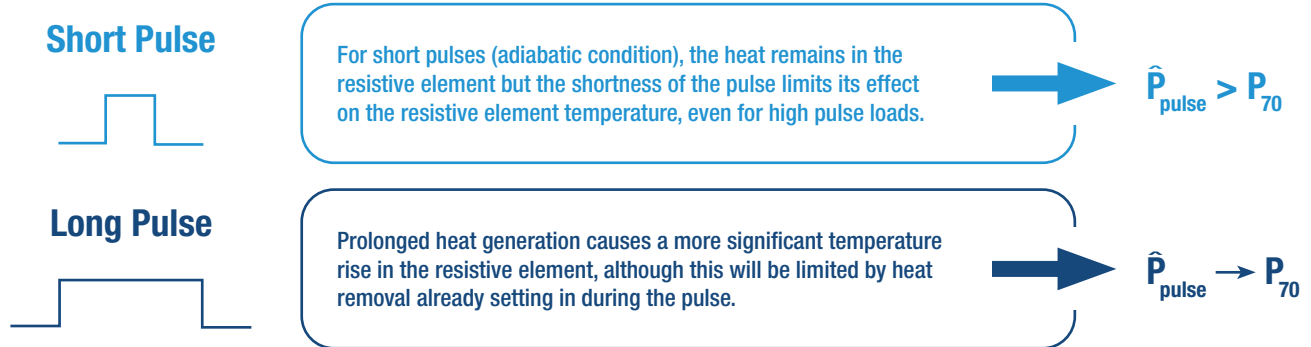 Short Pulse
For short pulses (adiabatic condition), the heat remains in the
resistive element but the shortness of the pulse limits its effect
on the resistive element temperature, even for high pulse loads.
P̂pulse > P70
Long Pulse
Prolonged heat generation causes a more significant temperature
rise in the resistive element, although this will be limited by heat
removal already setting in during the pulse.
P̂pulse → P70